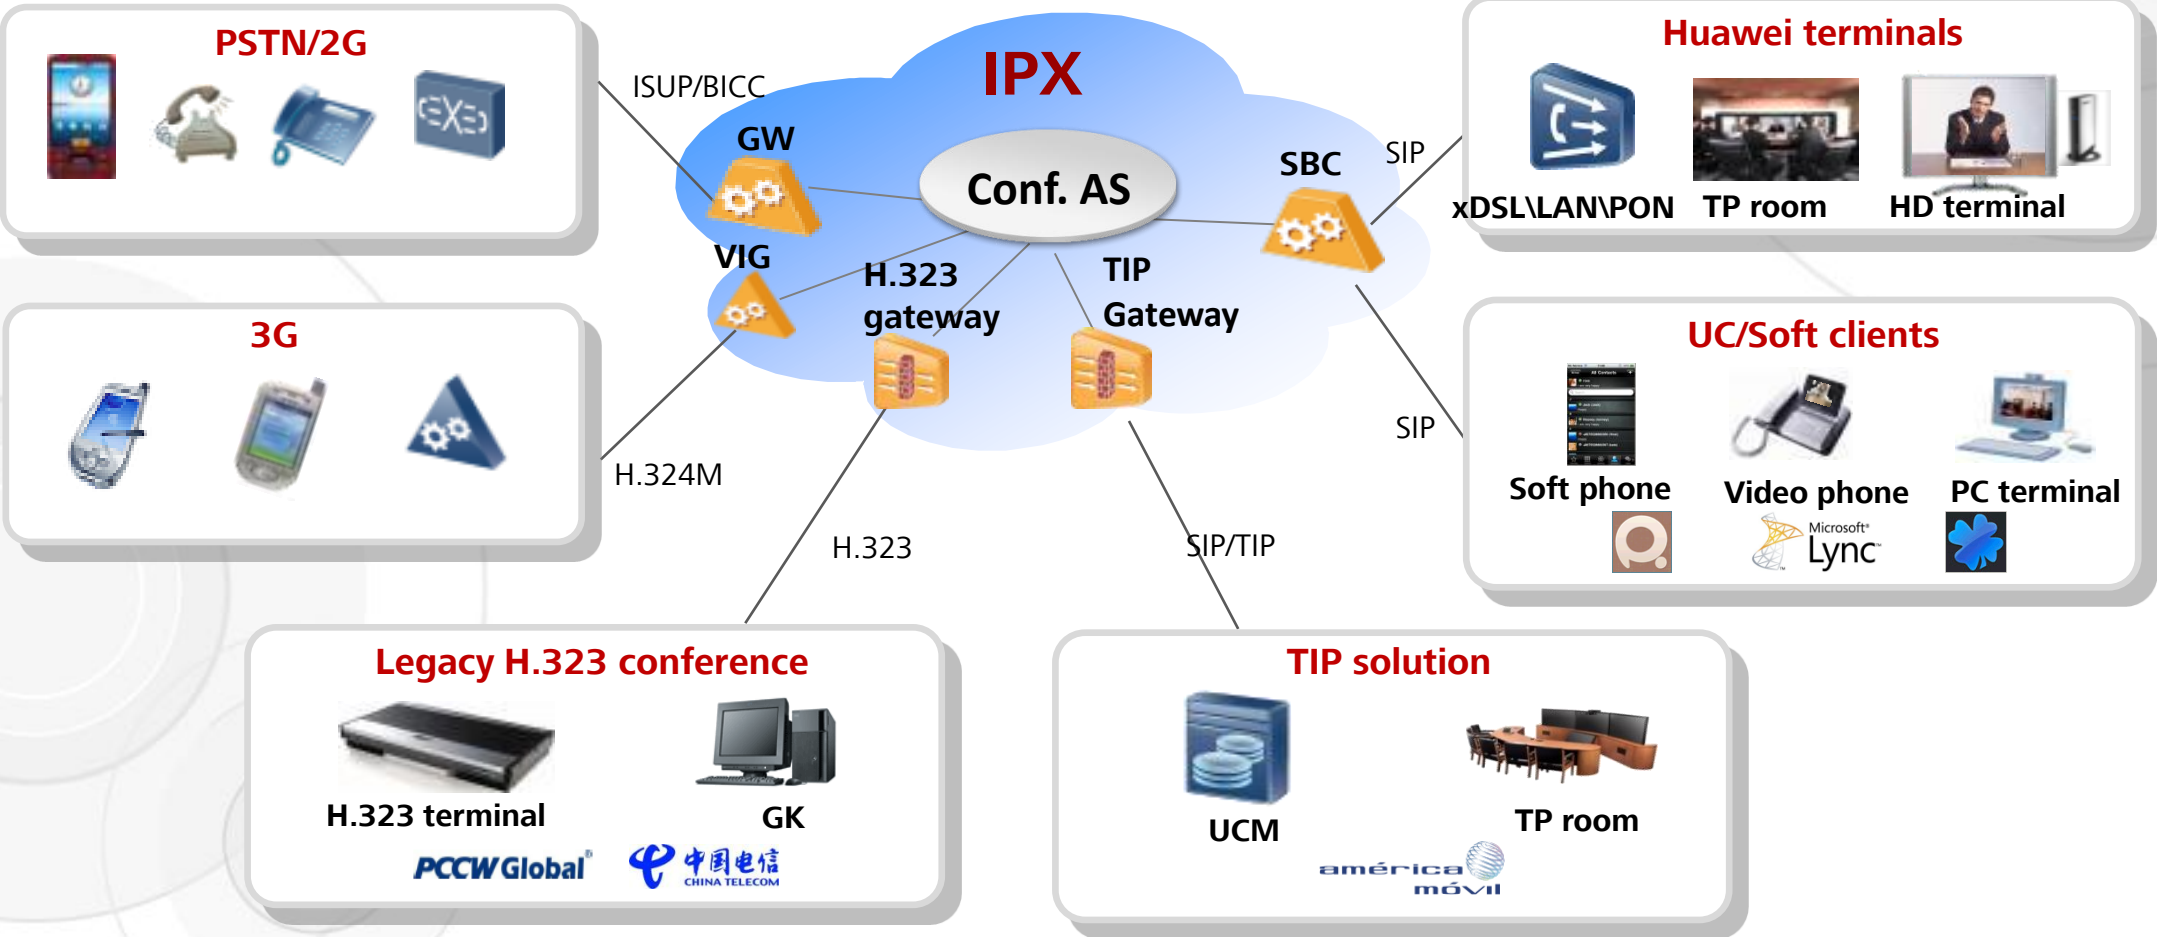 PSTN/2G
ISUP/BICC
IPX
GW
Conf. AS
SBC
SIP
Huawei terminals
xDSL\LAN\PON
TP room
HD terminal
VIG
H.323
gateway
TIP
Gateway
3G
H.324M
UC/Soft clients
SIP
Soft phone
Video phone
PC terminal
Microsoft®
Lync™
H.323
SIP/TIP
Legacy H.323 conference
H.323 terminal
GK
PCCW Global®
中国电信
CHINA TELECOM
TIP solution
UCM
TP room
américa
móvil